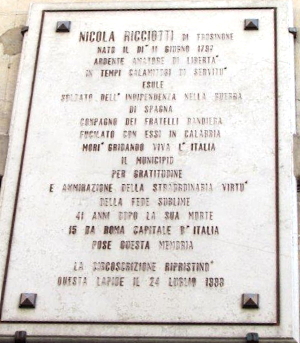 NICOLA RICCIOTTI DI FROSINONE
NATO IL DI' 11 GIUGNO 1797
ARDENTE AMATORE DI LIBERTA'
IN TEMPI CALAMITOSI DI SERVITU'
ESULE
SOLDATO DELL' INDIPENDENZA NELLA GUERRA
DI SPAGNA
COMPAGNO DEI FRATELLI BANDIERA
FUCILATO CON ESSI IN CALABRIA
MORI' GRIDANDO VIVA L' ITALIA
IL MUNICIPIO
PER GRATITUDINE
E AMMIRAZIONE DELLA STRAORDINARIA VIRTU'
DELLA FEDE SUBLIME
41 ANNI DOPO LA SUA MORTE
15 DA ROMA CAPITALE D' ITALIA
POSE QUESTA MEMORIA
LA CIRCOSCRIZIONE RIPRISTINO'
QUESTA LAPIDE IL 24 LUGLIO 1988